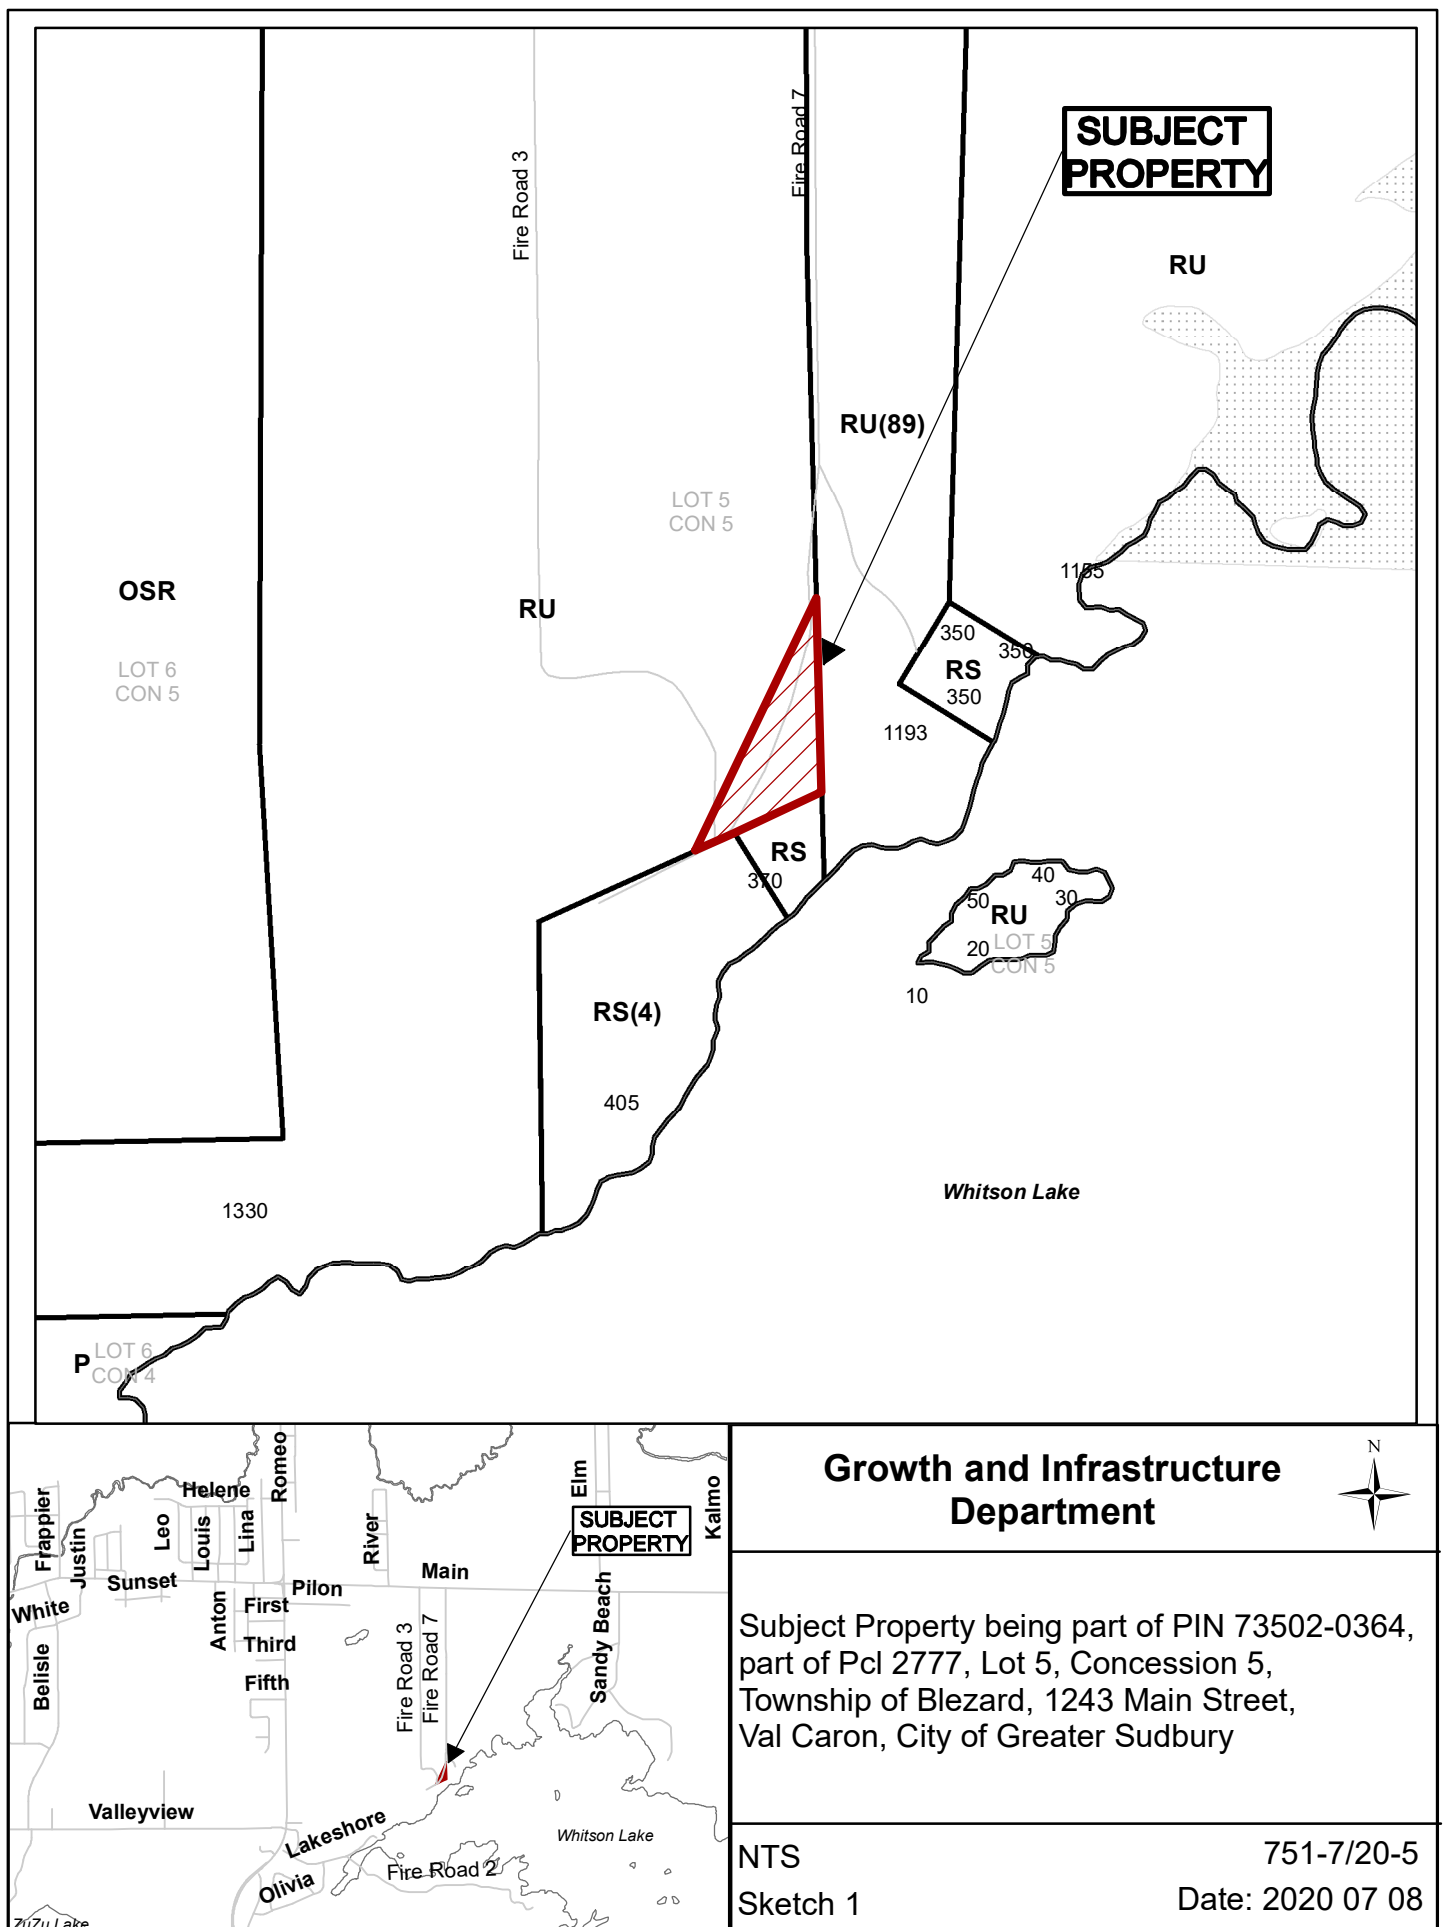 Fire Road 3
Fire Road 7
SUBJECT
PROPERTY
RU
RU(89)
LOT 5
CON 5
OSR
RU
LOT 6
CON 5
1155
350
350
RS
350
1193
RS
370
40
50
30
RU
20
LOT 5
CON 5
10
RS(4)
405
Whitson Lake
1330
P
LOT 6
CON 4
Romeo
Helene
Elm
Kalmo
Frappier
Justin
Leo
Louis
Lina
River
SUBJECT
PROPERTY
Main
Sunset
Pilon
White
Anton
First
Third
Fifth
Belisle
Fire Road 3
Fire Road 7
Sandy Beach
Valleyview
Lakeshore
Whitson Lake
Fire Road 2
Olivia
ZuZu Lake
Growth and Infrastructure
Department
N
Subject Property being part of PIN 73502-0364,
part of Pcl 2777, Lot 5, Concession 5,
Township of Blezard, 1243 Main Street,
Val Caron, City of Greater Sudbury
NTS
751-7/20-5
Sketch 1
Date: 2020 07 08